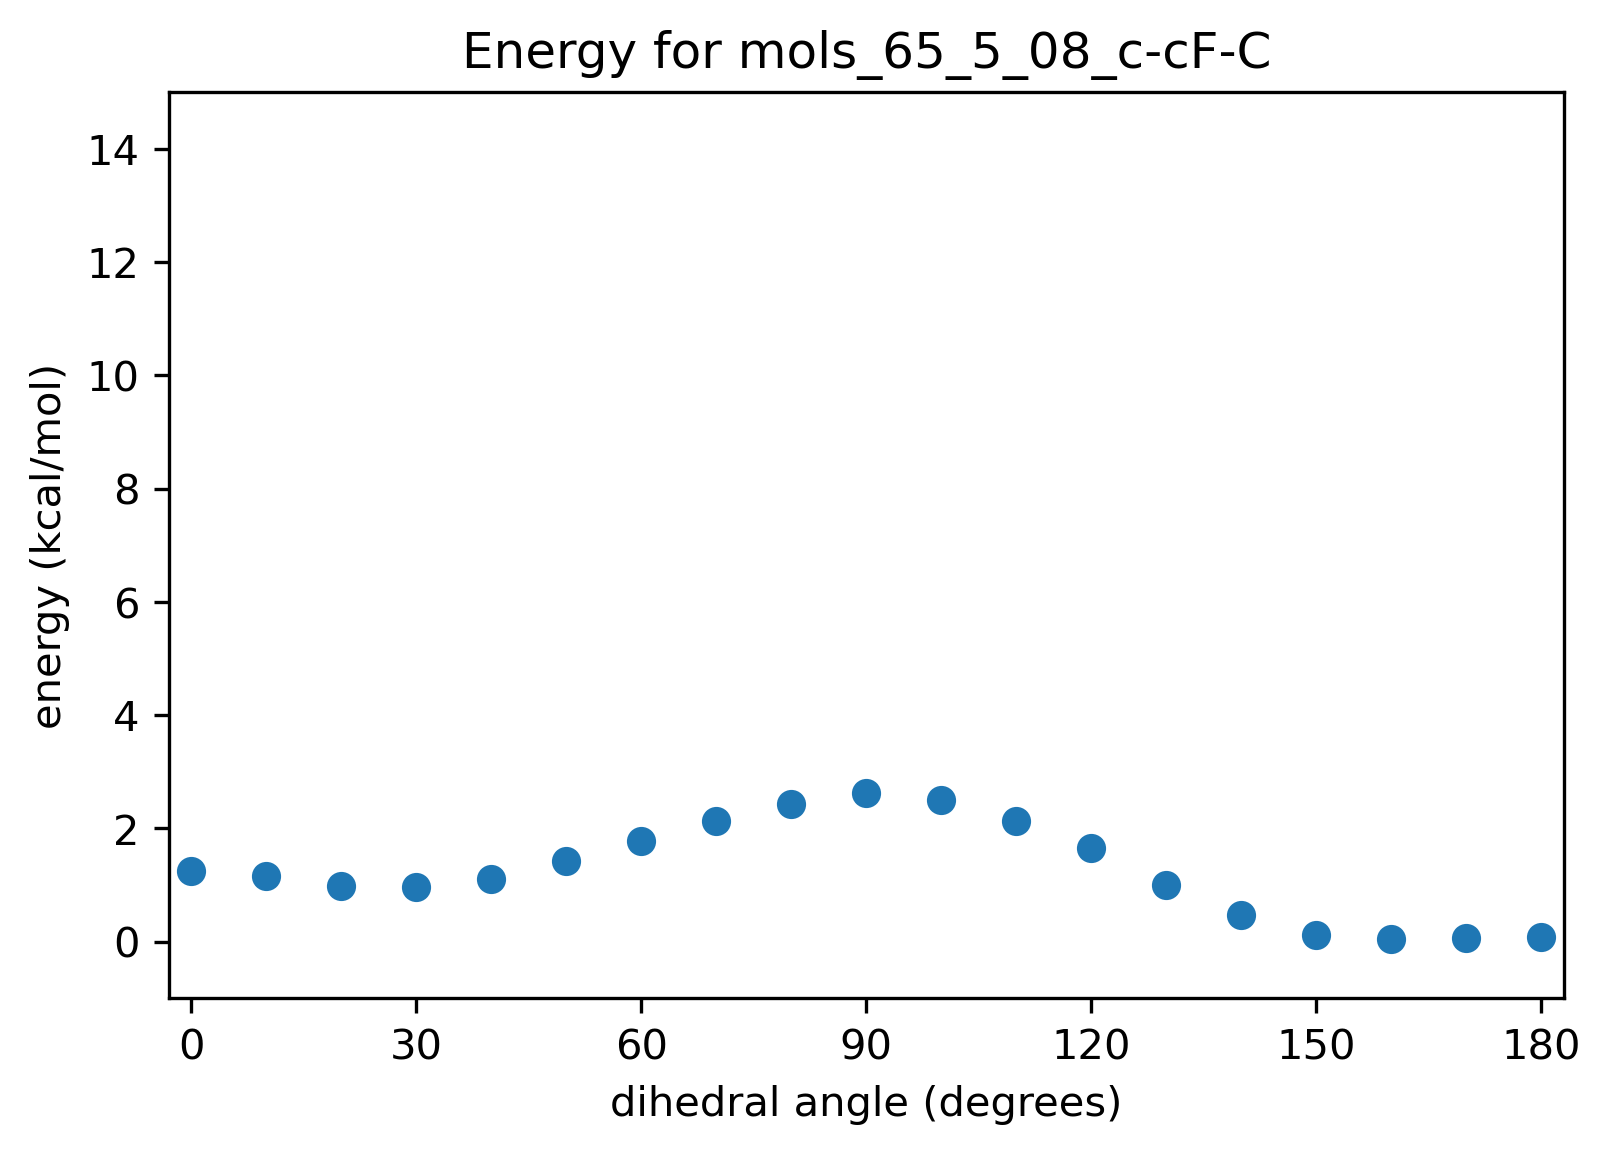 Energy for mols_65_5_08_c-cF-C
14
12
10
8
6
4
2
0
energy (kcal/mol)
0 30 60 90 120 150 180
dihedral angle (degrees)